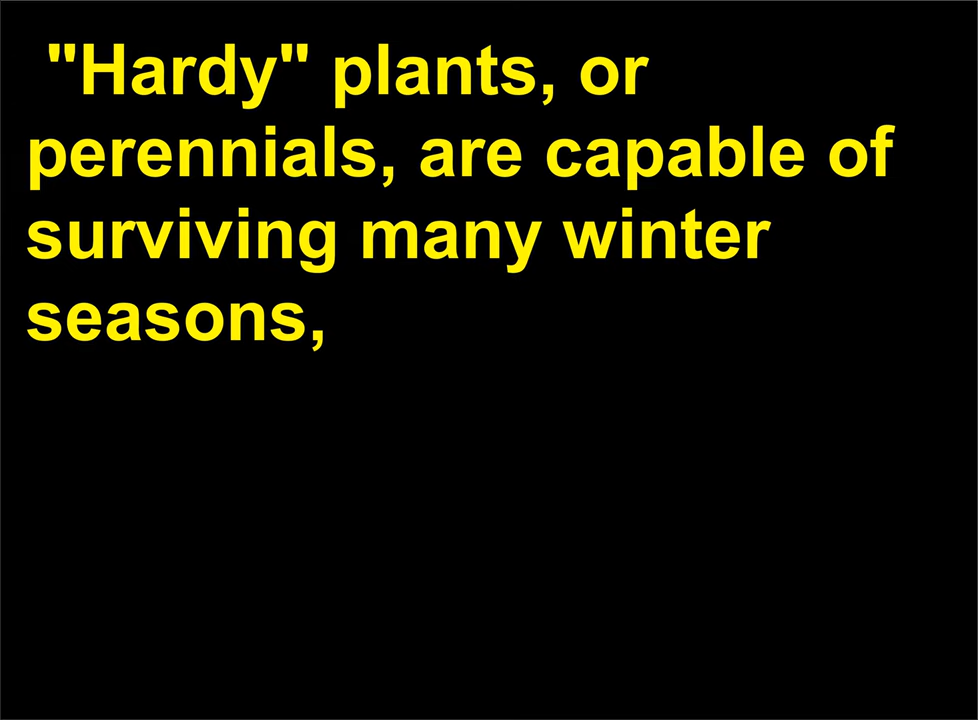 "Hardy" plants, or
perennials, are capable of
surviving many winter
seasons,